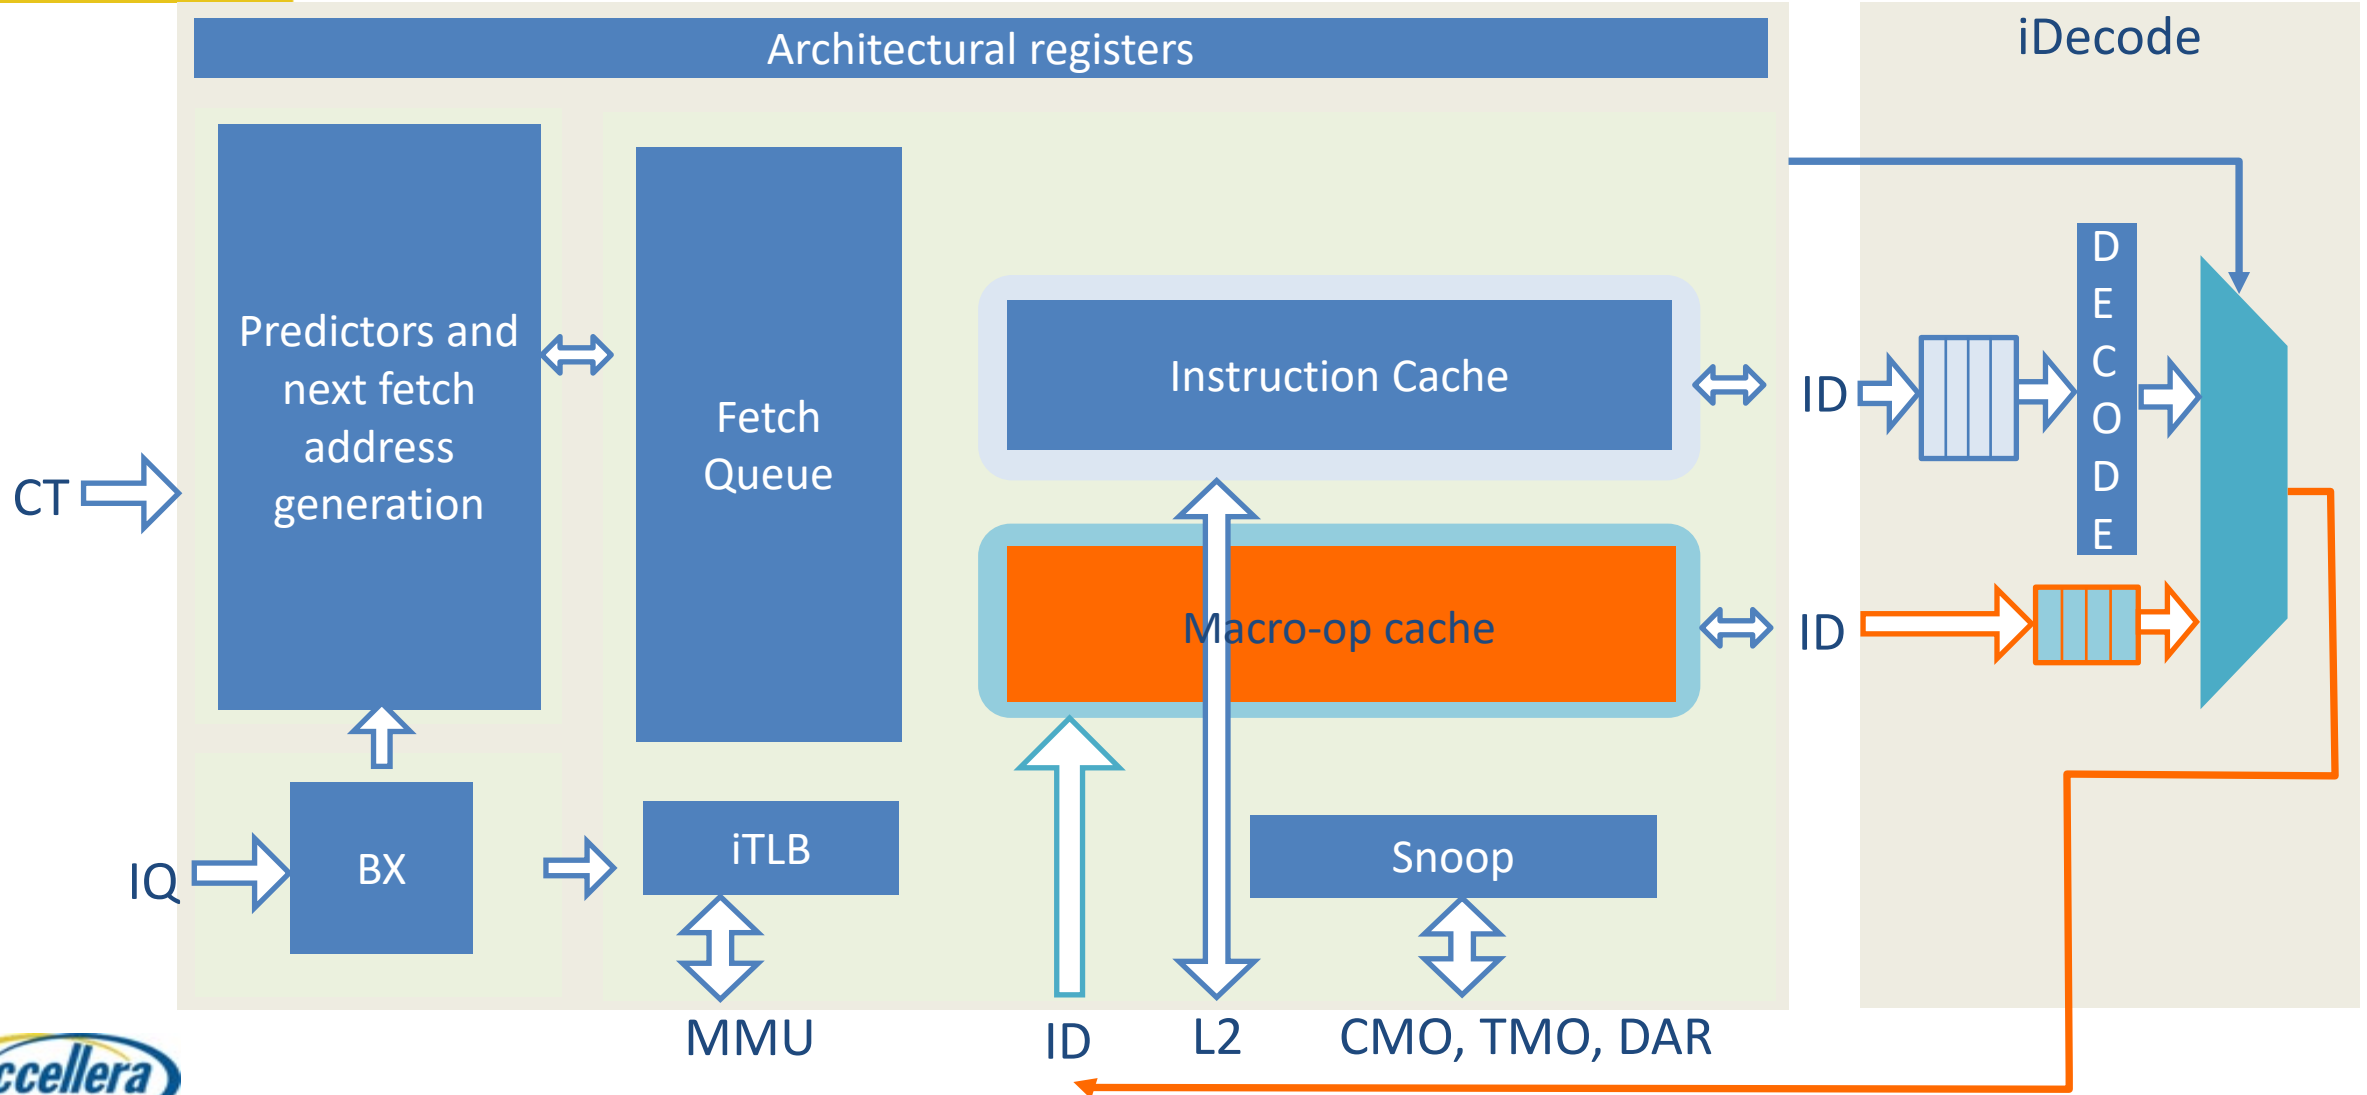 Architectural registers
iDecode
Predictors and
next fetch
address
generation
Fetch
Queue
Instruction Cache
Macro-op cache
CT
IQ
BX
iTLB
Snoop
ID
ID
D
E
C
O
D
E
MMU
ID
L2
CMO, TMO, DAR
ccellera